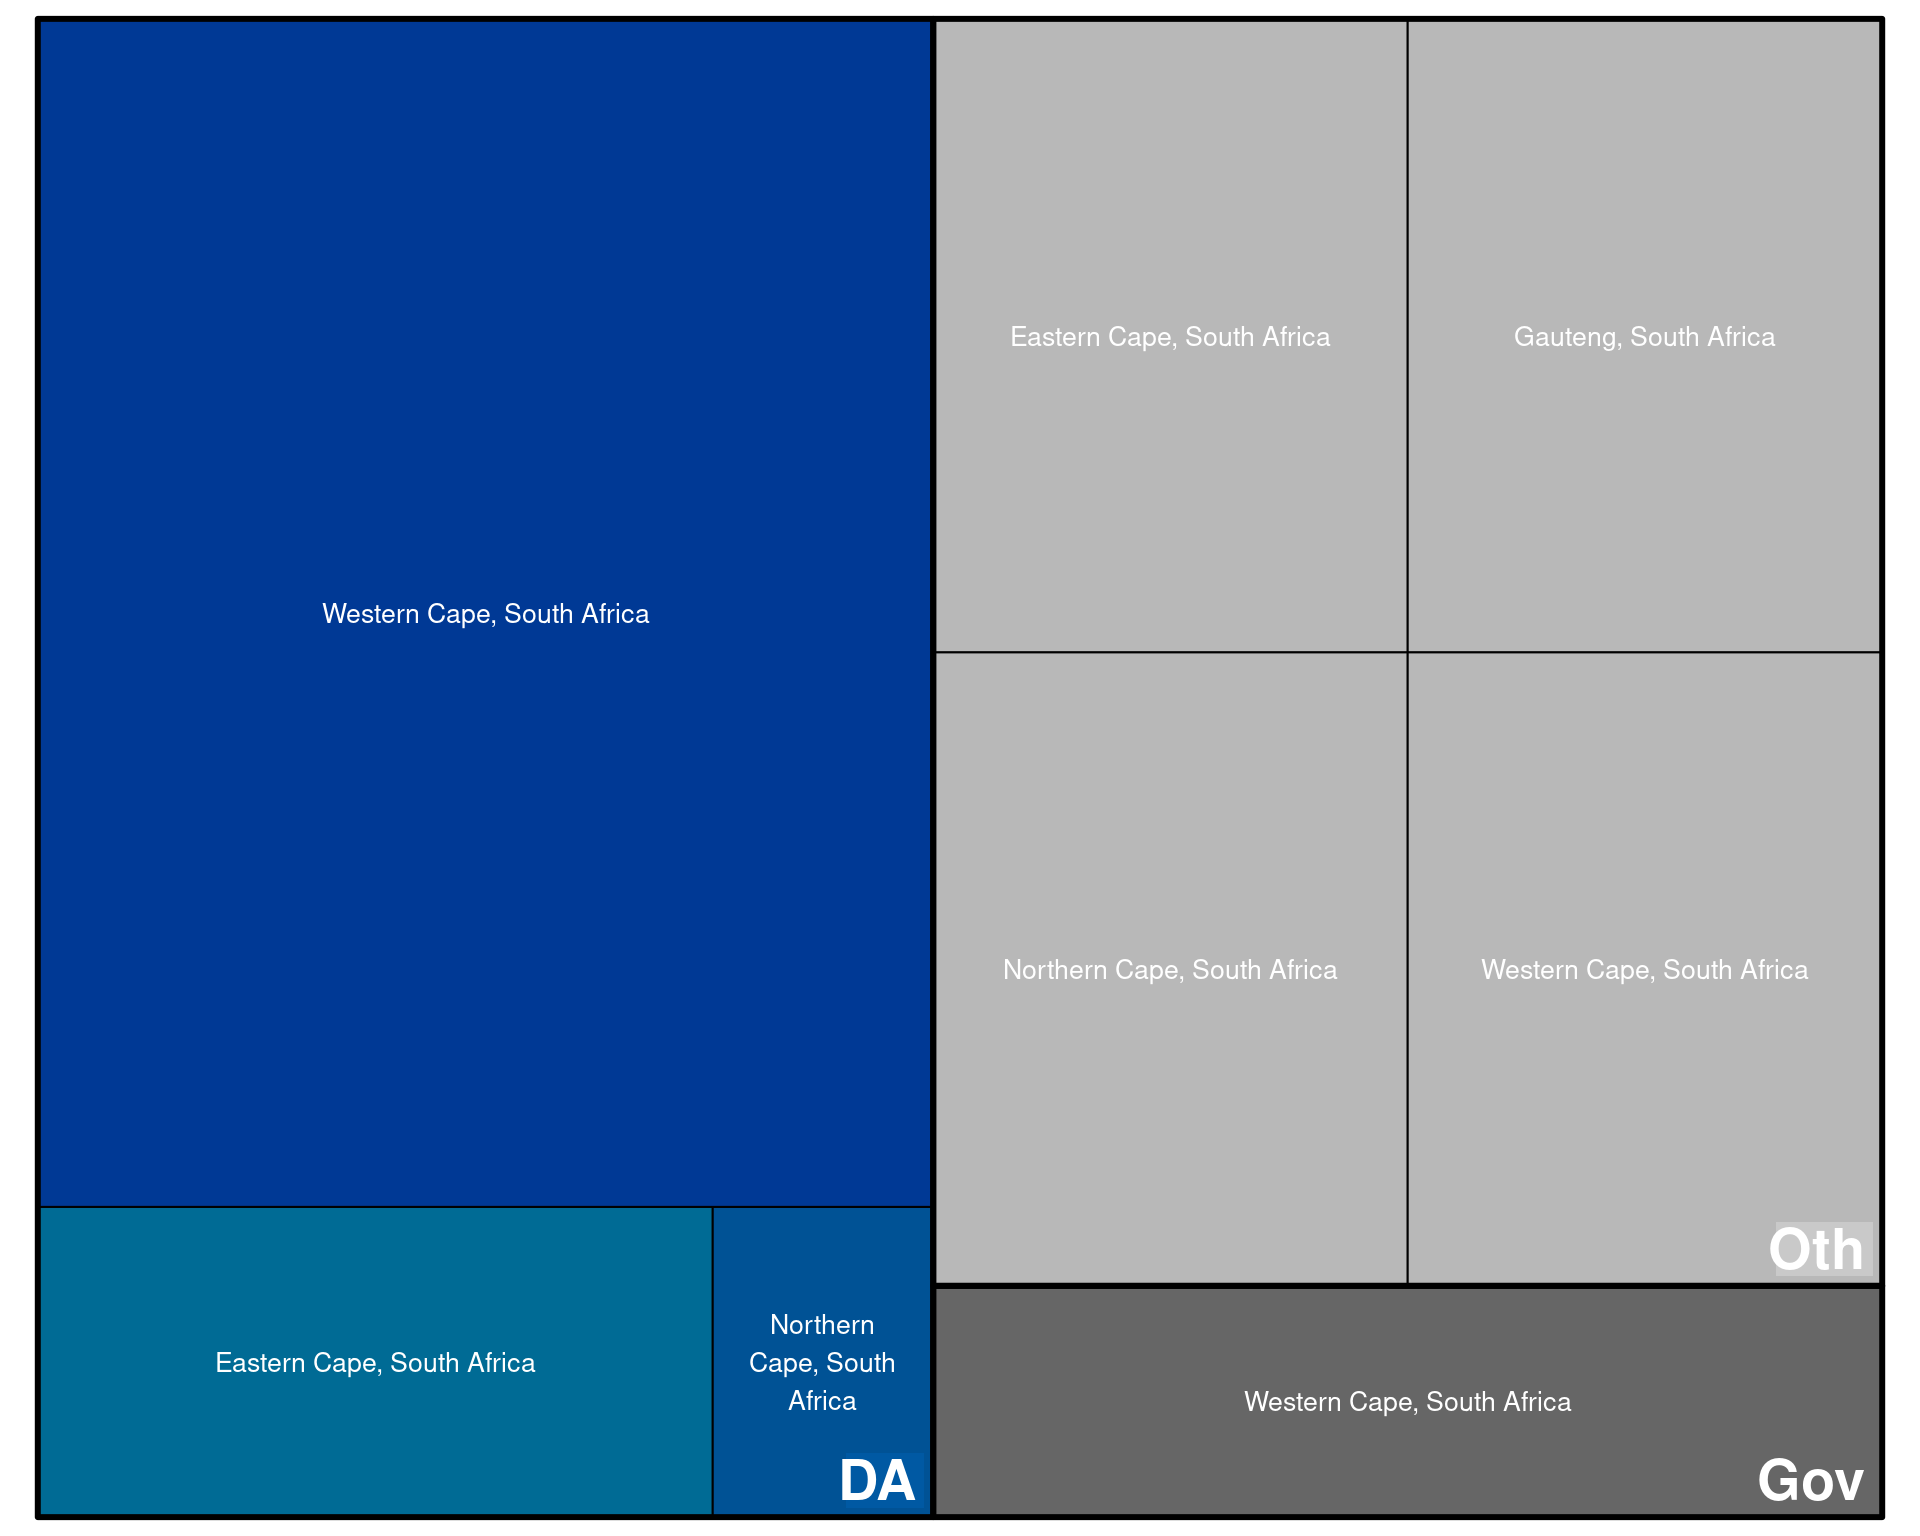 Western Cape, South Africa
Eastern Cape, South Africa
Northern
Cape, South
Africa
DA
Eastern Cape, South Africa
Gauteng, South Africa
Northern Cape, South Africa
Western Cape, South Africa
Oth
Western Cape, South Africa
Gov